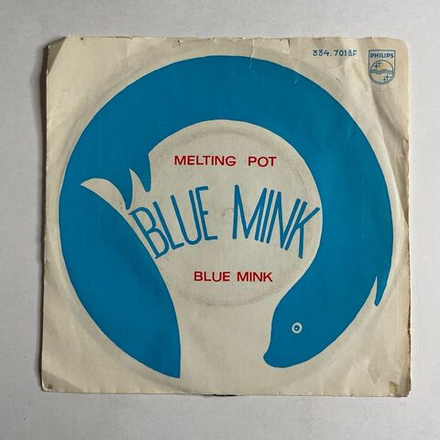 334.701BF
PHILIPS
MELTING POT
BLUE MINK
BLUE MINK